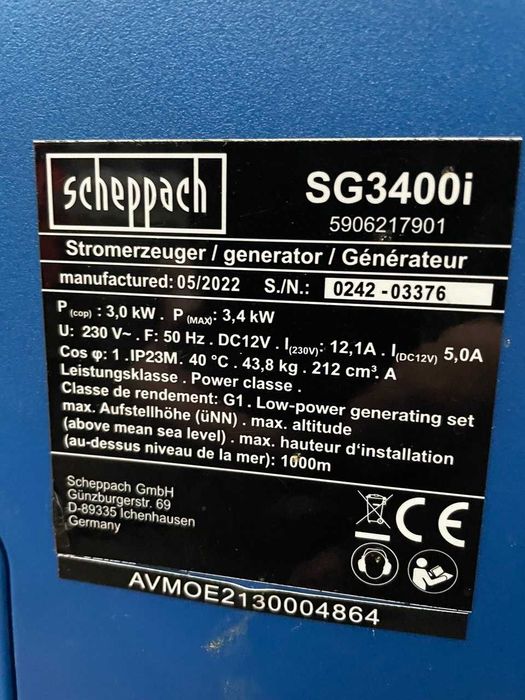 scheppach
SG3400i
5906217901
Stromerzeuger / generator / Générateur
manufactured: 05/2022 S./N.: 0242 -03376
P (cop) : 3,0 kW . P (MAX): 3,4 kW
U: 230 V~ . F: 50 Hz . DC12V . I(230V): 12,1A . I(DC12V) 5,0A
Cos φ: 1 . IP23M. 40 °C . 43,8 kg . 212 cm³. A
Leistungsklasse . Power classe .
Classe de rendement: G1 . Low-power generating set
max. Aufstellhöhe (üNN) . max. altitude
(above mean sea level) . max. hauteur d'installation
(au-dessus niveau de la mer): 1000m
Scheppach GmbH
Günzburgerstr. 69
D-89335 Ichenhausen
Germany
CE
AVMOE2130004864